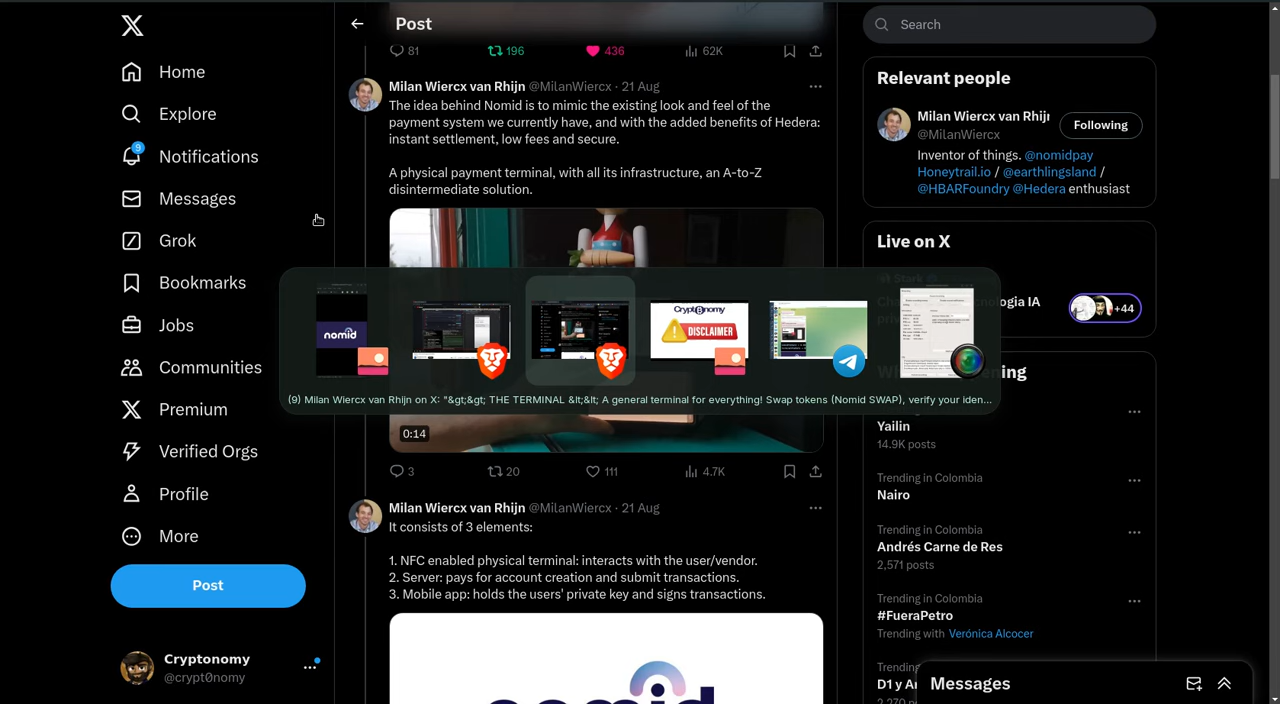 Home
Explore
9
Notifications
Messages
Grok
Bookmarks
Jobs
Communities
Premium
Verified Orgs
Profile
More
Post
Cryptonomy
@crypt0nomy
Post
81
196
436
62K
Milan Wiercx van Rhijn @MilanWiercx · 21 Aug
The idea behind Nomid is to mimic the existing look and feel of the
payment system we currently have, and with the added benefits of Hedera:
instant settlement, low fees and secure.
A physical payment terminal, with all its infrastructure, an A-to-Z
disintermediate solution.
nomid
DISCLAIMER
(9) Milan Wiercx van Rhijn on X: "&gt;&gt; THE TERMINAL &lt;&lt; A general terminal for everything! Swap tokens (Nomid SWAP), verify your iden...
0:14
3
20
111
4.7K
Milan Wiercx van Rhijn @MilanWiercx · 21 Aug
It consists of 3 elements:
1. NFC enabled physical terminal: interacts with the user/vendor.
2. Server: pays for account creation and submit transactions.
3. Mobile app: holds the users' private key and signs transactions.
nomid
Search
Relevant people
Milan Wiercx van Rhijn
@MilanWiercx
Following
Inventor of things. @nomidpay
Honeytrail.io / @earthlingsland /
@HBARFoundry @Hedera enthusiast
Live on X
+44
Yailin
14.9K posts
Trending in Colombia
Nairo
Trending in Colombia
Andrés Carne de Res
2,571 posts
Trending in Colombia
#FueraPetro
Trending with Verónica Alcocer
Messages